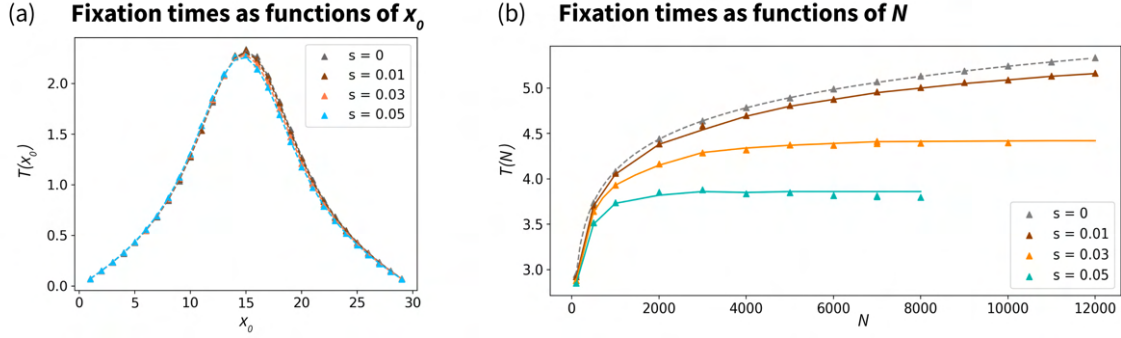 (a) Fixation times as functions of x₀
s = 0
s = 0.01
s = 0.03
s = 0.05
2.0
1.5
1.0
0.5
0.0
T(x₀)
0 5 10 15 20 25 30
x₀
(b) Fixation times as functions of N
5.0
4.5
4.0
3.5
3.0
T(N)
s = 0
s = 0.01
s = 0.03
s = 0.05
0 2000 4000 6000 8000 10000 12000
N